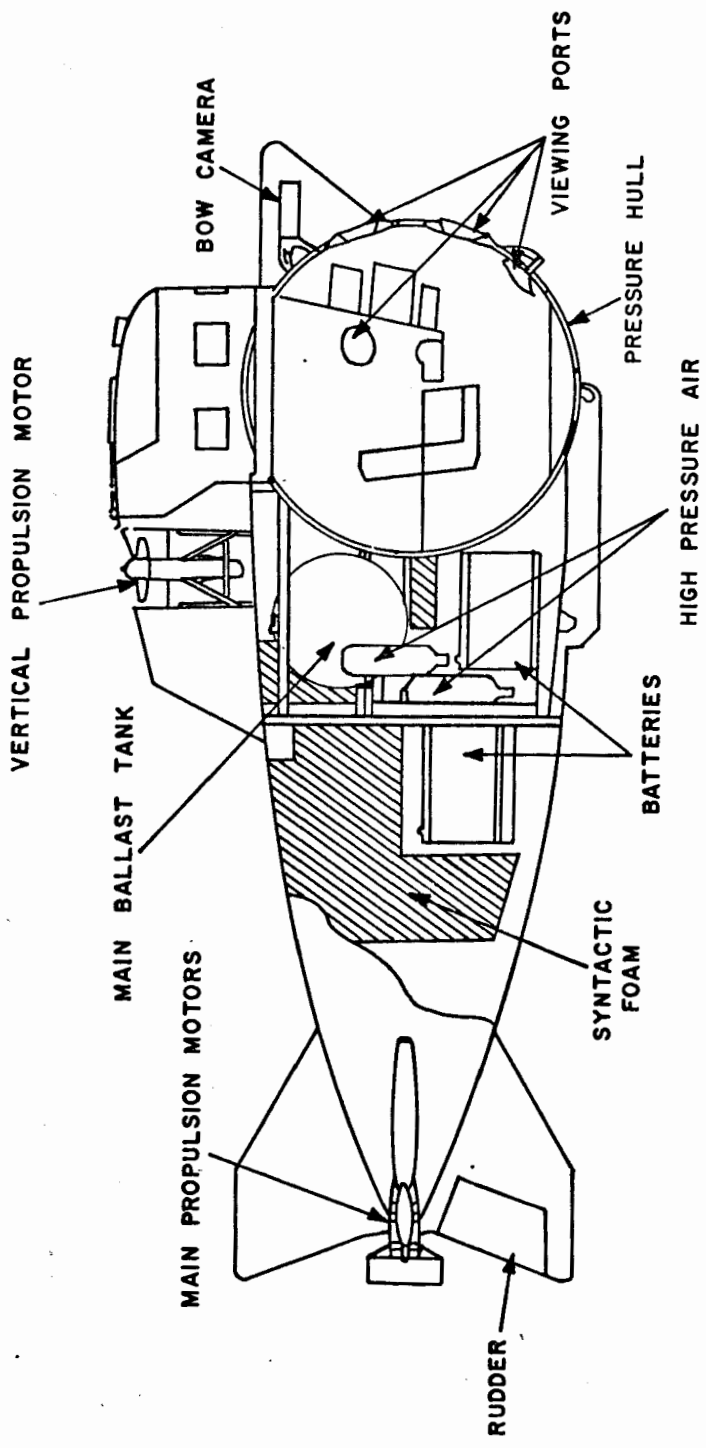 VERTICAL PROPULSION MOTOR
BOW CAMERA
MAIN BALLAST TANK
MAIN PROPULSION MOTORS
VIEWING PORTS
PRESSURE HULL
HIGH PRESSURE AIR
BATTERIES
SYNTACTIC
FOAM
RUDDER